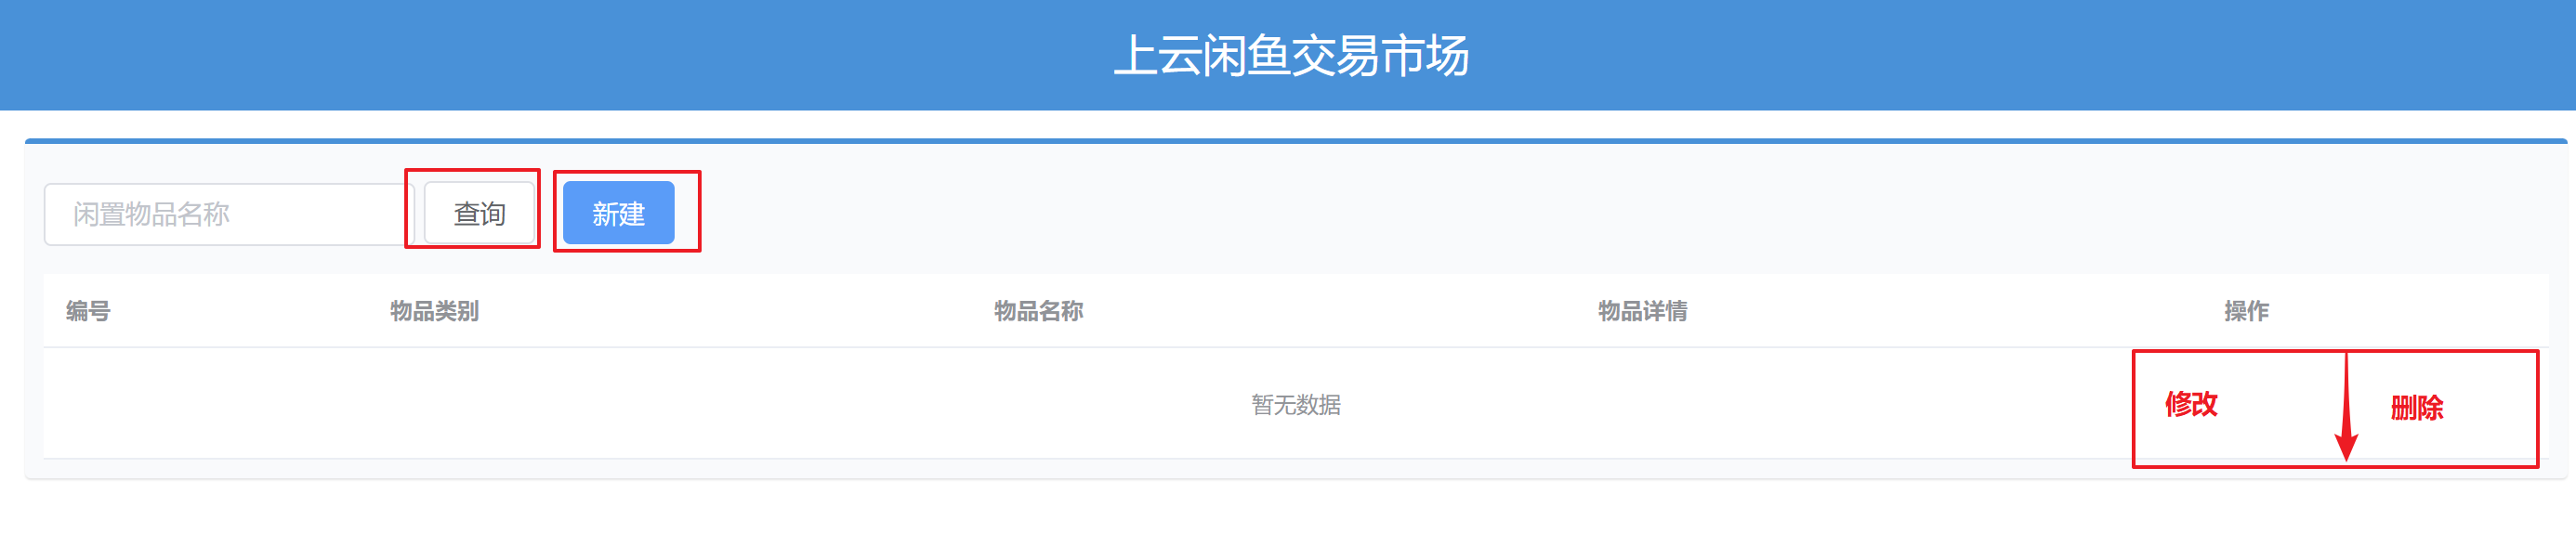 上云闲鱼交易市场
闲置物品名称 查询 新建
编号 物品类别 物品名称 物品详情 操作
暂无数据 修改 删除